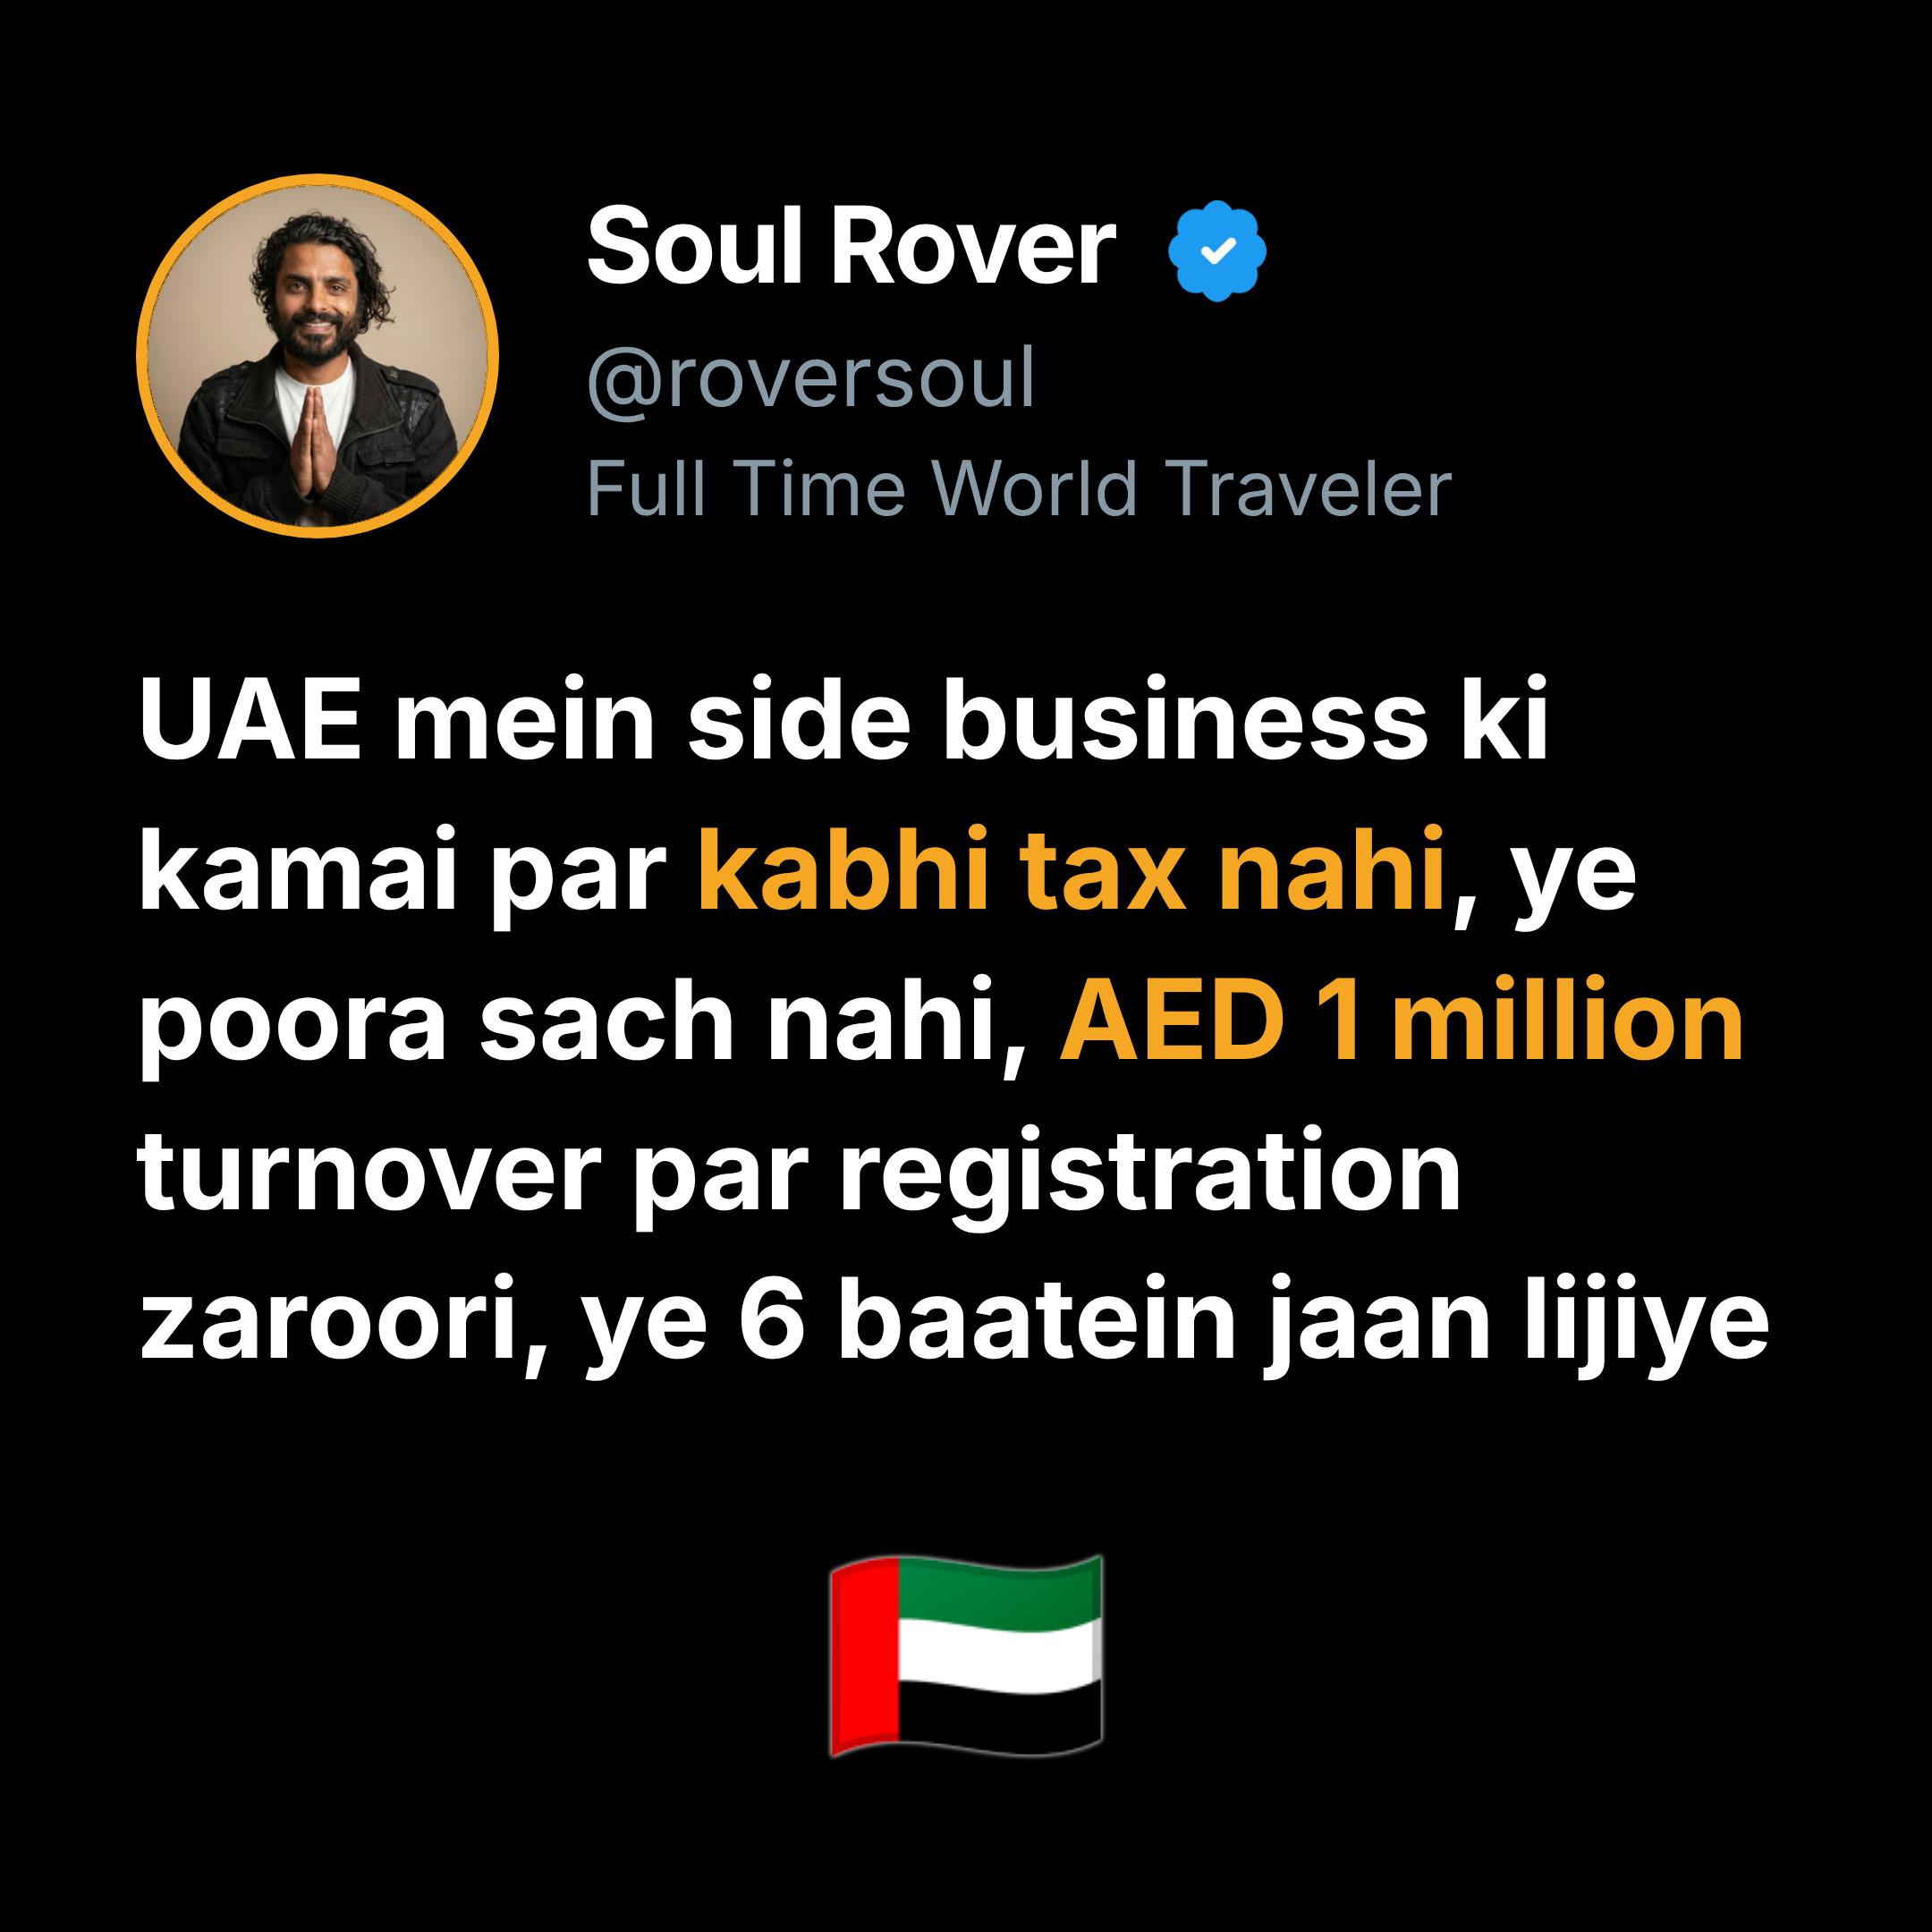 Soul Rover
@roversoul
Full Time World Traveler
UAE mein side business ki
kamai par kabhi tax nahi, ye
poora sach nahi, AED 1 million
turnover par registration
zaroori, ye 6 baatein jaan lijiye